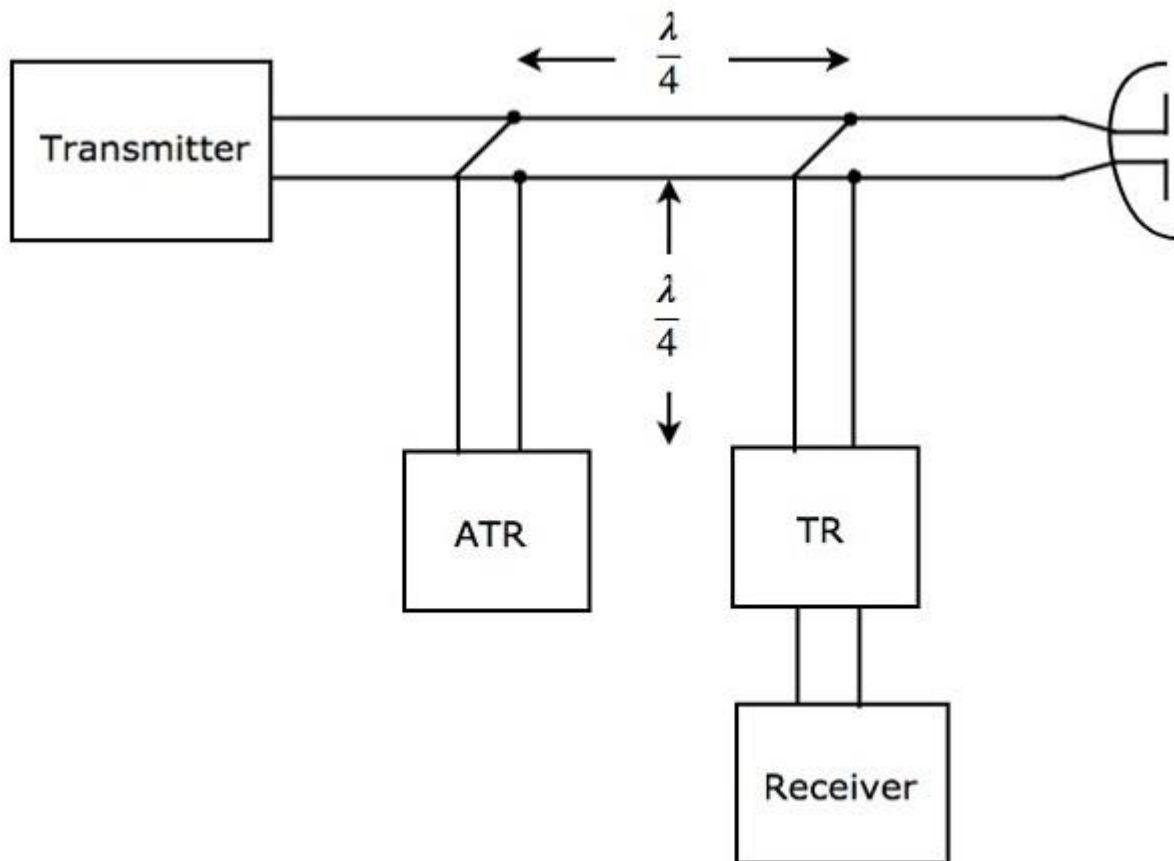 λ
4
Transmitter
λ
4
ATR
TR
Receiver